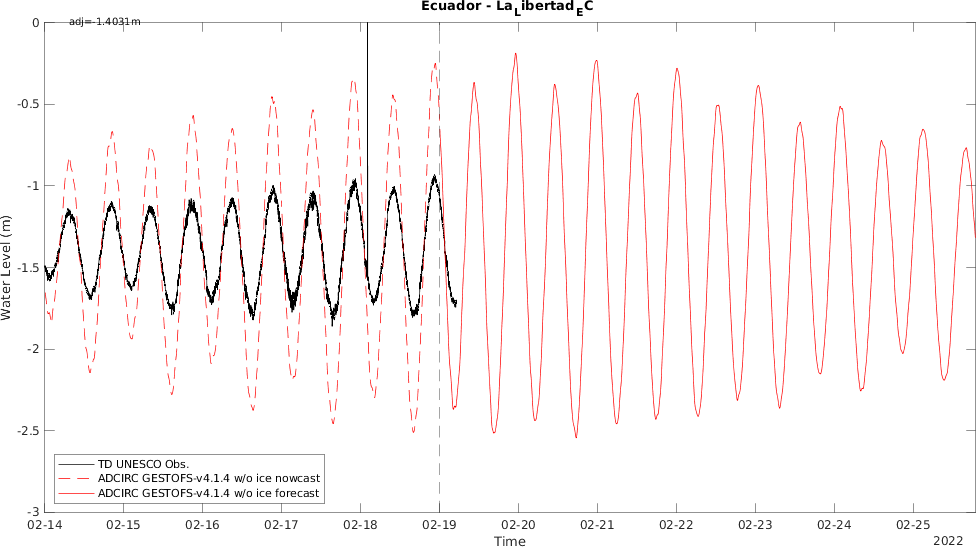 Ecuador - LaLibertadEC
adj=-1.4031m
0
-0.5
-1
-1.5
-2
-2.5
-3
Water Level (m)
TD UNESCO Obs.
ADCIRC GESTOFS-v4.1.4 w/o ice nowcast
ADCIRC GESTOFS-v4.1.4 w/o ice forecast
02-14 02-15 02-16 02-17 02-18 02-19 02-20 02-21 02-22 02-23 02-24 02-25
Time
2022